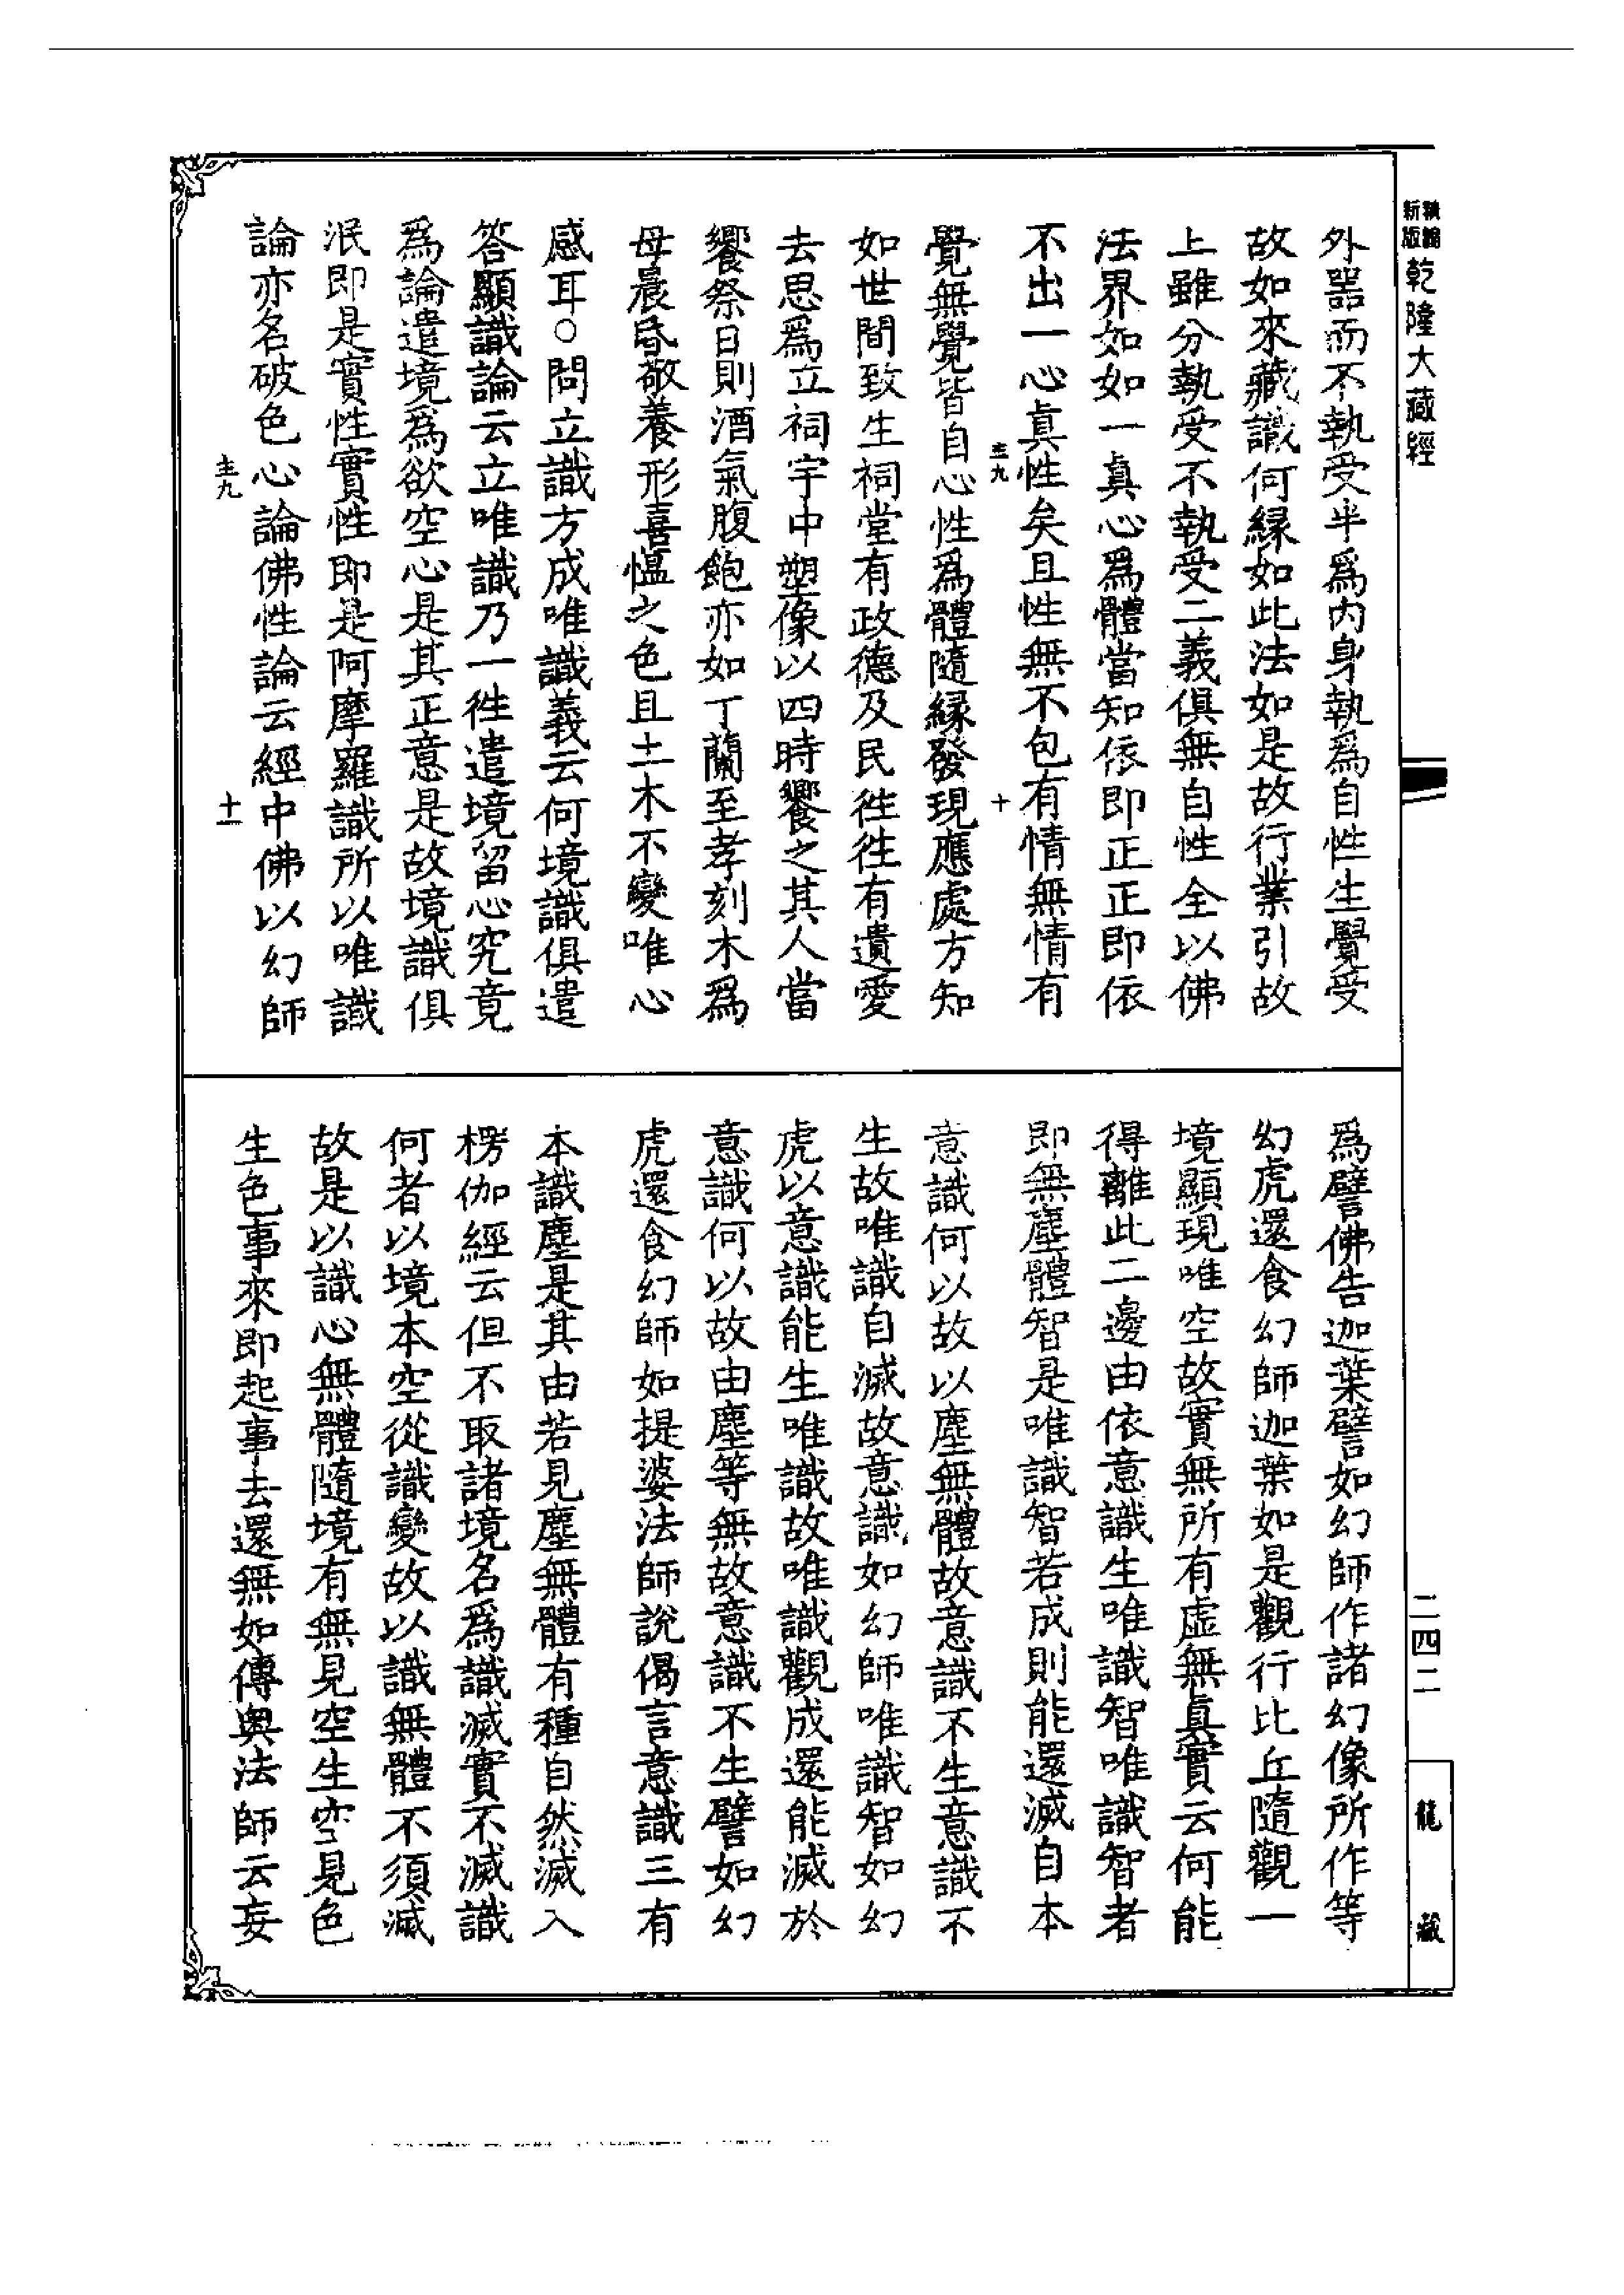 精編
新版
乾隆大藏經
外器而不執受半為內身執為自性生覺受
故如來藏識何緣如此法如是故行業引故
上雖分執受不執受二義俱無自性全以佛
法界如如一真心為體當知依即正正即依
不出一心真性矣且性無不包有情無情有
主九
十
覺無覺皆自心性為體隨緣發現應處方知
如世間致生祠堂有政德及民往往有遺愛
去思為立祠宇中塑像以四時饗之其人當
饗祭日則酒氣腹飽亦如丁蘭至孝刻木為
母晨昏敬養形喜慍之色且土木不變唯心
感耳○問立識方成唯識義云何境識俱遣
答顯識論云立唯識乃一往遣境留心究竟
為論遣境為欲空心是其正意是故境識俱
泯即是實性實性即是阿摩羅識所以唯識
論亦名破色心論佛性論云經中佛以幻師
主九
十一
為譬佛告迦葉譬如幻師作諸幻像所作等
幻虎還食幻師迦葉如是觀行比丘隨觀一
境顯現唯空故實無所有虛無真實云何能
得離此二邊由依意識生唯識智唯識智者
即無塵體智是唯識智若成則能還滅自本
意識何以故以塵無體故意識不生意識不
生故唯識自滅故意識如幻師唯識智如幻
虎以意識能生唯識故唯識觀成還能滅於
意識何以故由塵等無故意識不生譬如幻
虎還食幻師如提婆法師說偈言意識三有
本識塵是其由若見塵無體有種自然滅入
楞伽經云但不取諸境名為識滅實不滅識
何者以境本空從識變故以識無體不須滅
故是以識心無體隨境有無見空生空見色
生色事來即起事去還無如傅奧法師云妄
二四二
龍藏